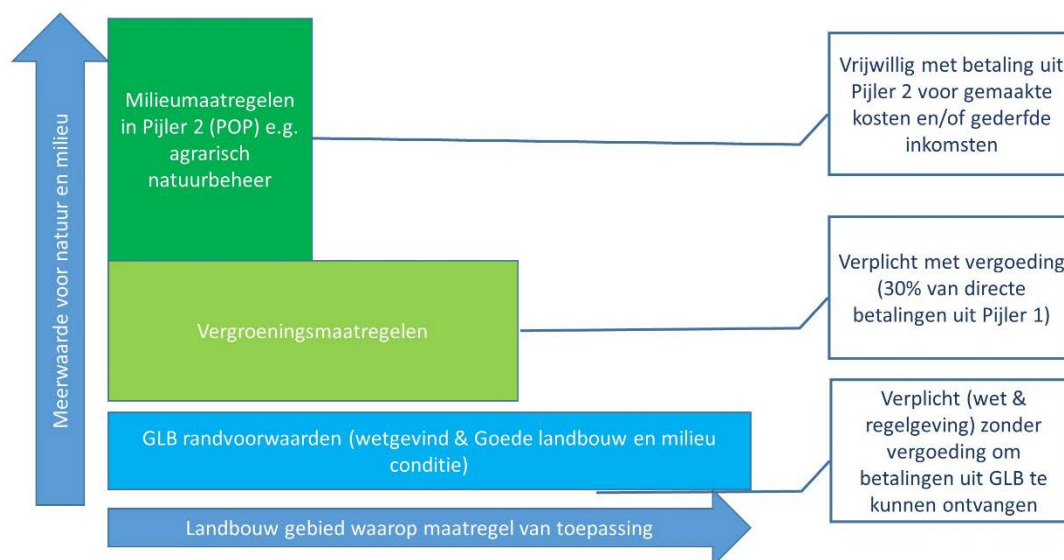 Meerwaarde voor natuur en milieu
Milieumaatregelen
in Pijler 2 (POP) e.g.
agrarisch
natuurbeheer
Vrijwillig met betaling uit
Pijler 2 voor gemaakte
kosten en/of gederfde
inkomsten
Vergroeningsmaatregelen
Verplicht met vergoeding
(30% van directe
betalingen uit Pijler 1)
GLB randvoorwaarden (wetgevind & Goede landbouw en milieu
conditie)
Verplicht (wet &
regelgeving) zonder
vergoeding om
betalingen uit GLB te
kunnen ontvangen
Landbouw gebied waarop maatregel van toepassing